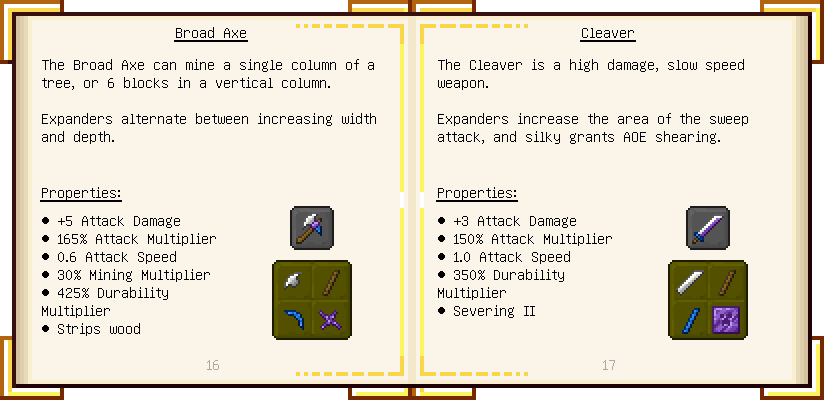 Broad Axe
The Broad Axe can mine a single column of a
tree, or 6 blocks in a vertical column.
Expanders alternate between increasing width
and depth.
Properties:
● +5 Attack Damage
● 165% Attack Multiplier
● 0.6 Attack Speed
● 30% Mining Multiplier
● 425% Durability
Multiplier
● Strips wood
16
Cleaver
The Cleaver is a high damage, slow speed
weapon.
Expanders increase the area of the sweep
attack, and silky grants AOE shearing.
Properties:
● +3 Attack Damage
● 150% Attack Multiplier
● 1.0 Attack Speed
● 350% Durability
Multiplier
● Severing II
17